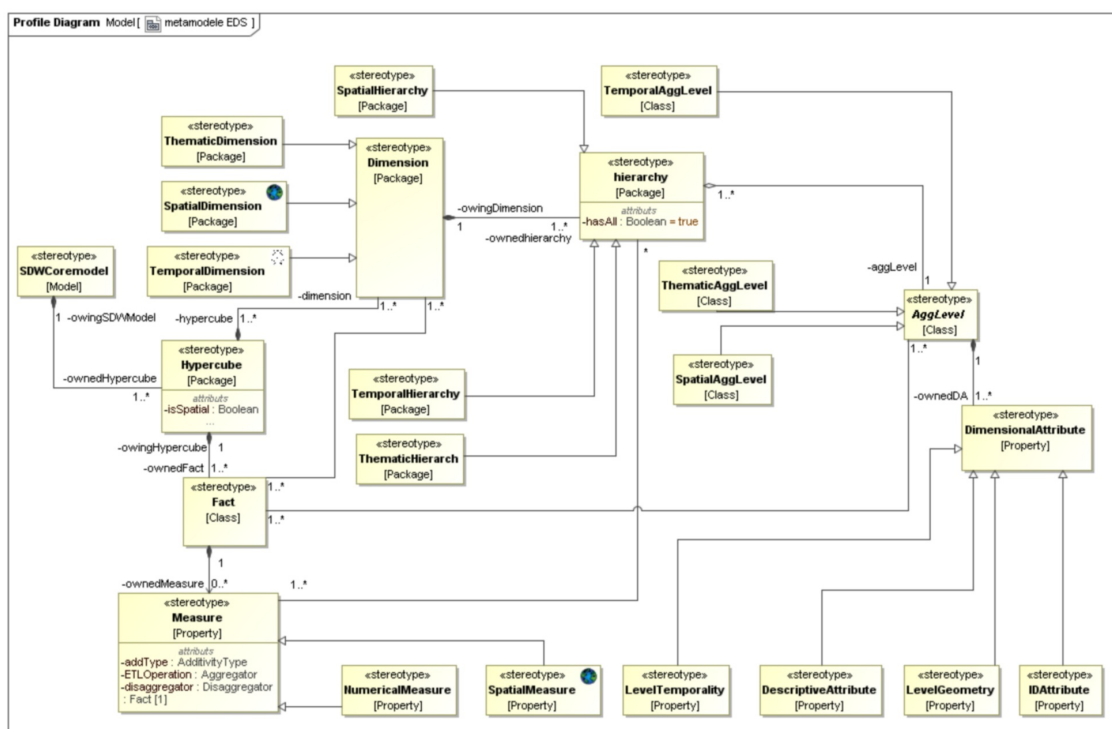 Profile Diagram Model[ metamodele EDS ]
«stereotype»
SpatialHierarchy
[Package]
«stereotype»
TemporalAggLevel
[Class]
«stereotype»
ThematicDimension
[Package]
«stereotype»
Dimension
[Package]
«stereotype»
hierarchy
[Package]
attributs
-hasAll : Boolean = true
1..*
«stereotype»
SpatialDimension
[Package]
-owingDimension
1
1..*
-ownedhierarchy
*
«stereotype»
SDWCoremodel
[Model]
«stereotype»
TemporalDimension
[Package]
-aggLevel
1
«stereotype»
ThematicAggLevel
[Class]
«stereotype»
AggLevel
[Class]
-dimension
1..*
1..*
1
-owingSDWModel
-hypercube
1..*
«stereotype»
Hypercube
[Package]
attributs
-isSpatial : Boolean
...
-ownedHypercube
1..*
«stereotype»
SpatialAggLevel
[Class]
1..*
1
-ownedDA
1..*
«stereotype»
TemporalHierarchy
[Package]
«stereotype»
DimensionalAttribute
[Property]
-owingHypercube
1
-ownedFact
1..*
«stereotype»
ThematicHierarch
[Package]
«stereotype»
Fact
[Class]
1..*
1..*
1
-ownedMeasure
0..*
1..*
«stereotype»
Measure
[Property]
attributs
-addType : AdditivityType
-ETLOperation : Aggregator
-disaggregator : Disaggregator
: Fact [1]
«stereotype»
NumericalMeasure
[Property]
«stereotype»
SpatialMeasure
[Property]
«stereotype»
LevelTemporality
[Property]
«stereotype»
DescriptiveAttribute
[Property]
«stereotype»
LevelGeometry
[Property]
«stereotype»
IDAttribute
[Property]